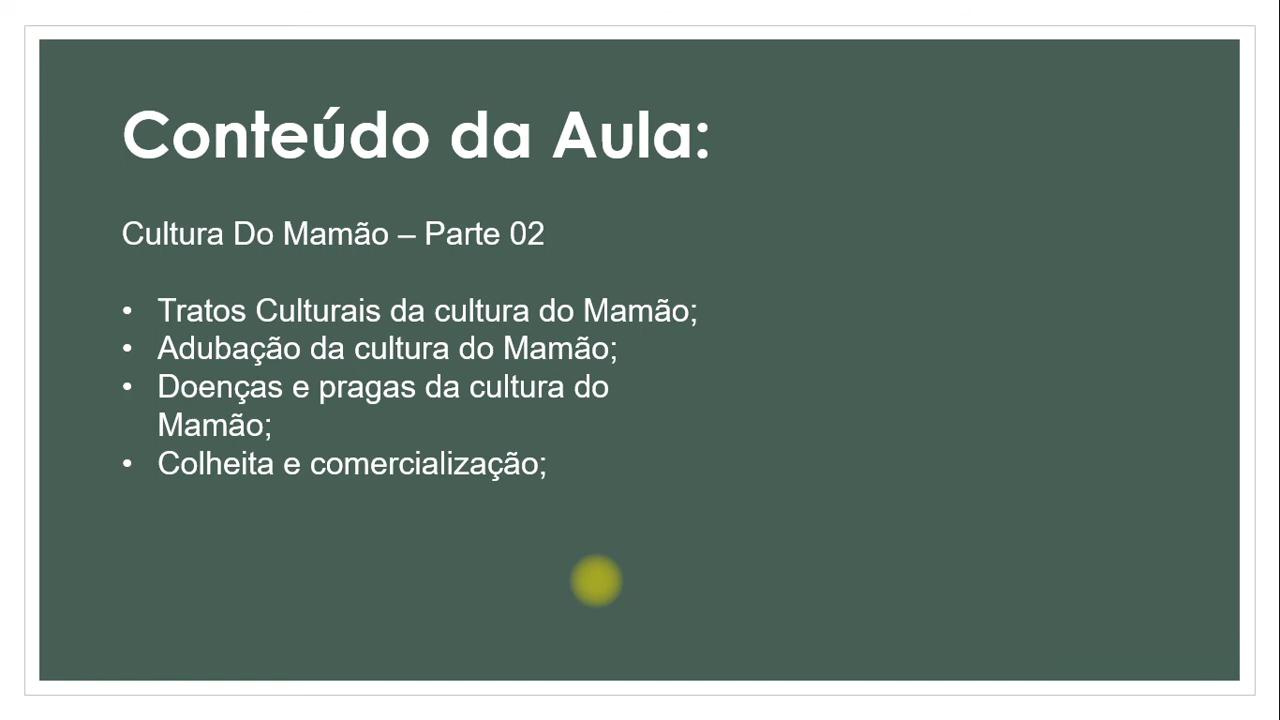 Conteúdo da Aula:
Cultura Do Mamão – Parte 02
• Tratos Culturais da cultura do Mamão;
• Adubação da cultura do Mamão;
• Doenças e pragas da cultura do
Mamão;
• Colheita e comercialização;